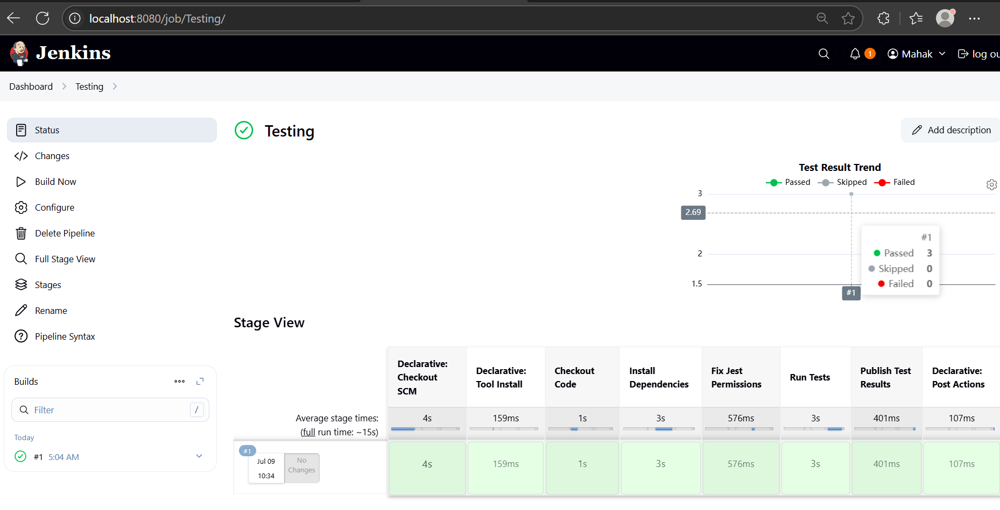 localhost:8080/job/Testing/
Jenkins
1
Mahak
log ou
Dashboard
Testing
Status
Changes
Build Now
Configure
Delete Pipeline
Full Stage View
Stages
Rename
Pipeline Syntax
Builds
Filter
/
Today
#1 5:04 AM
Testing
Add description
Test Result Trend
Passed Skipped Failed
3
2.69
2
1.5
#1
#1
Passed 3
Skipped 0
Failed 0
Stage View
Declarative:
Checkout
SCM
Declarative:
Tool Install
Checkout
Code
Install
Dependencies
Fix Jest
Permissions
Run Tests
Publish Test
Results
Declarative:
Post Actions
Average stage times:
(full run time: ~15s)
4s 159ms 1s 3s 576ms 3s 401ms 107ms
#1
Jul 09
10:34
No
Changes
4s 159ms 1s 3s 576ms 3s 401ms 107ms